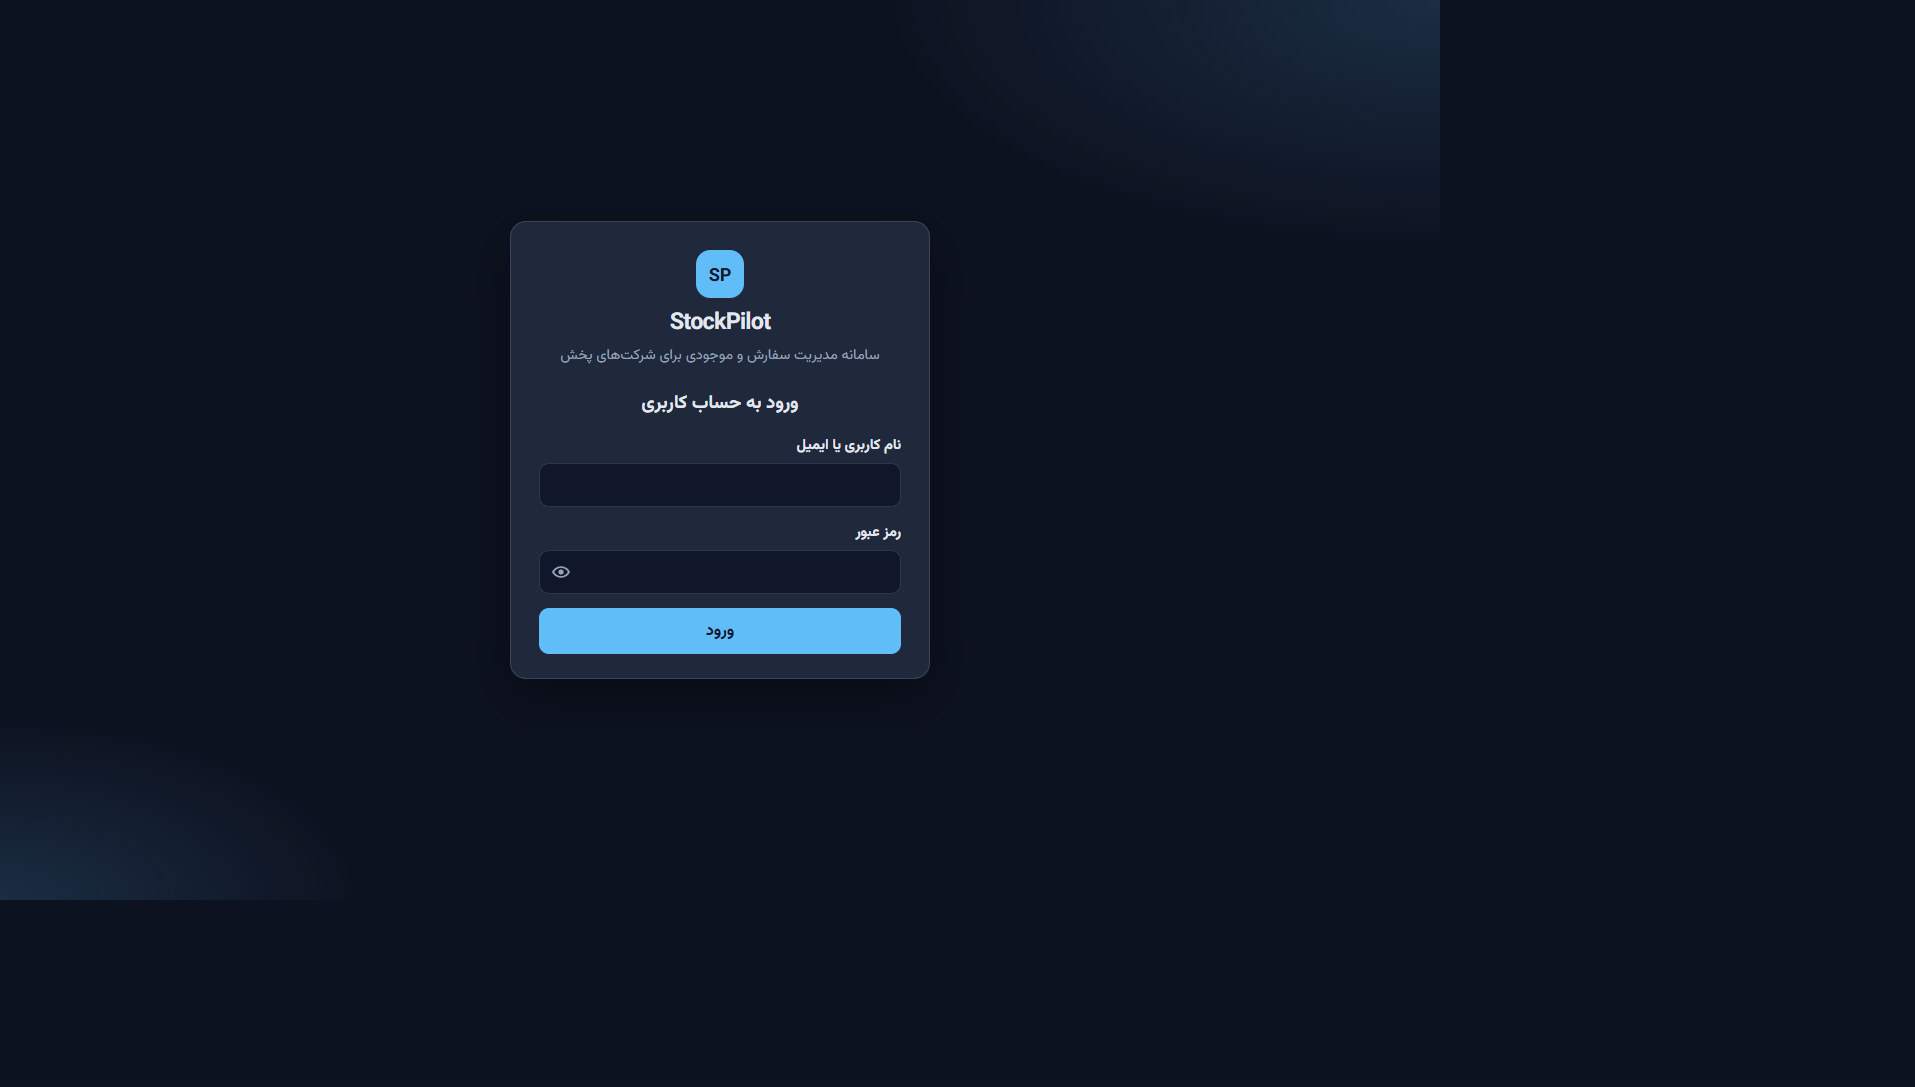 SP
StockPilot
سامانه مدیریت سفارش و موجودی برای شرکت‌های پخش
ورود به حساب کاربری
نام کاربری یا ایمیل
رمز عبور
ورود